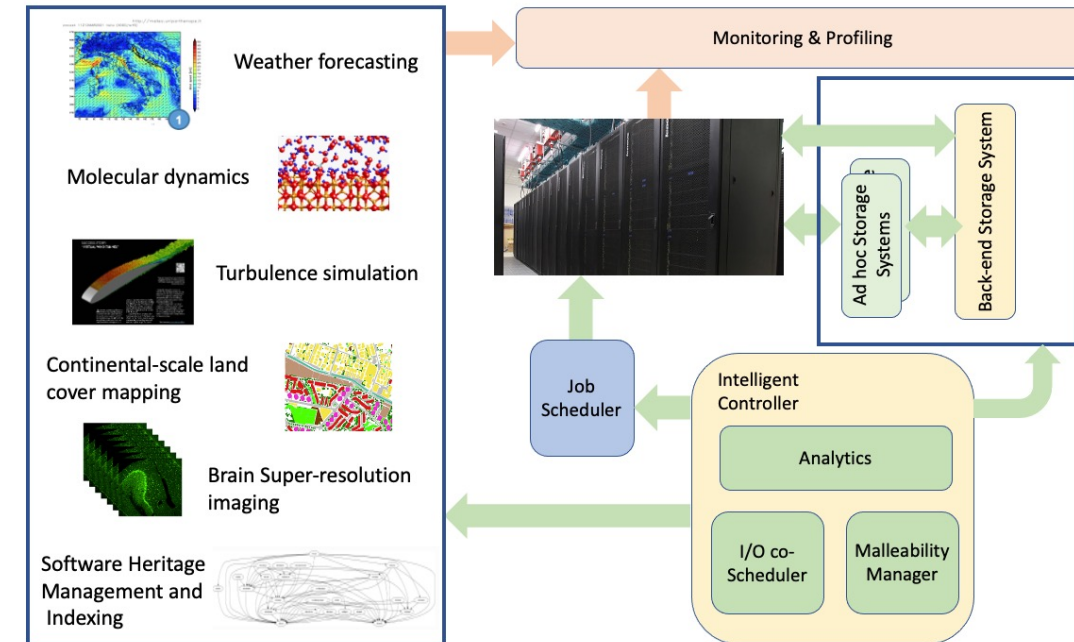 Weather forecasting
1
Molecular dynamics
Turbulence simulation
Continental-scale land
cover mapping
Brain Super-resolution
imaging
Software Heritage
Management and
Indexing
Monitoring & Profiling
Ad hoc Storage
Systems
Back-end Storage System
Job
Scheduler
Intelligent
Controller
Analytics
I/O co-
Scheduler
Malleability
Manager